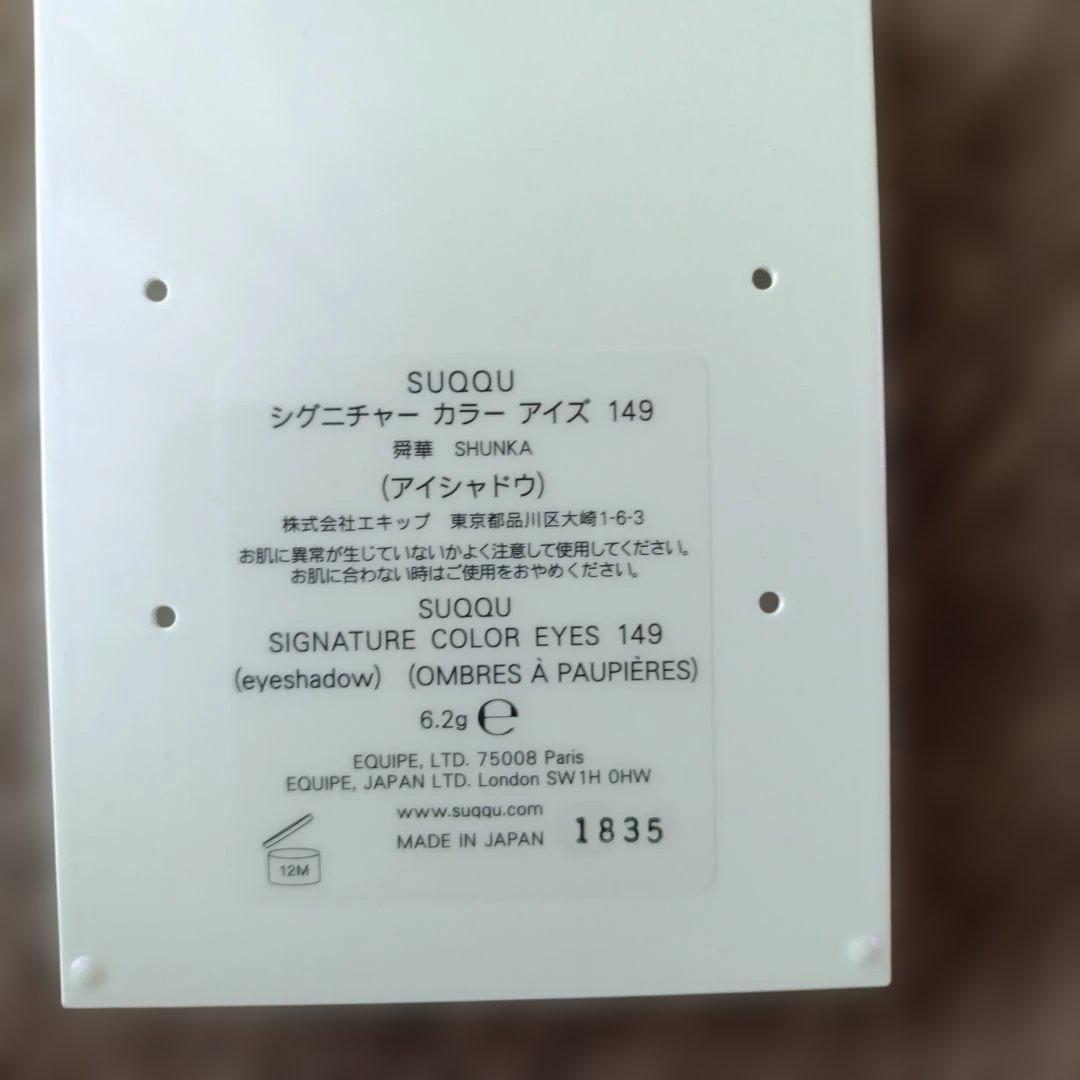 SUQQU
シグニチャー カラー アイズ 149
舜華 SHUNKA
(アイシャドウ)
株式会社エキップ 東京都品川区大崎1-6-3
お肌に異常が生じていないかよく注意して使用してください。
お肌に合わない時はご使用をおやめください。
SUQQU
SIGNATURE COLOR EYES 149
(eyeshadow) (OMBRES À PAUPIÈRES)
6.2g ℮
EQUIPE, LTD. 75008 Paris
EQUIPE, JAPAN LTD. London SW1H 0HW
www.suqqu.com
MADE IN JAPAN 1835
12M